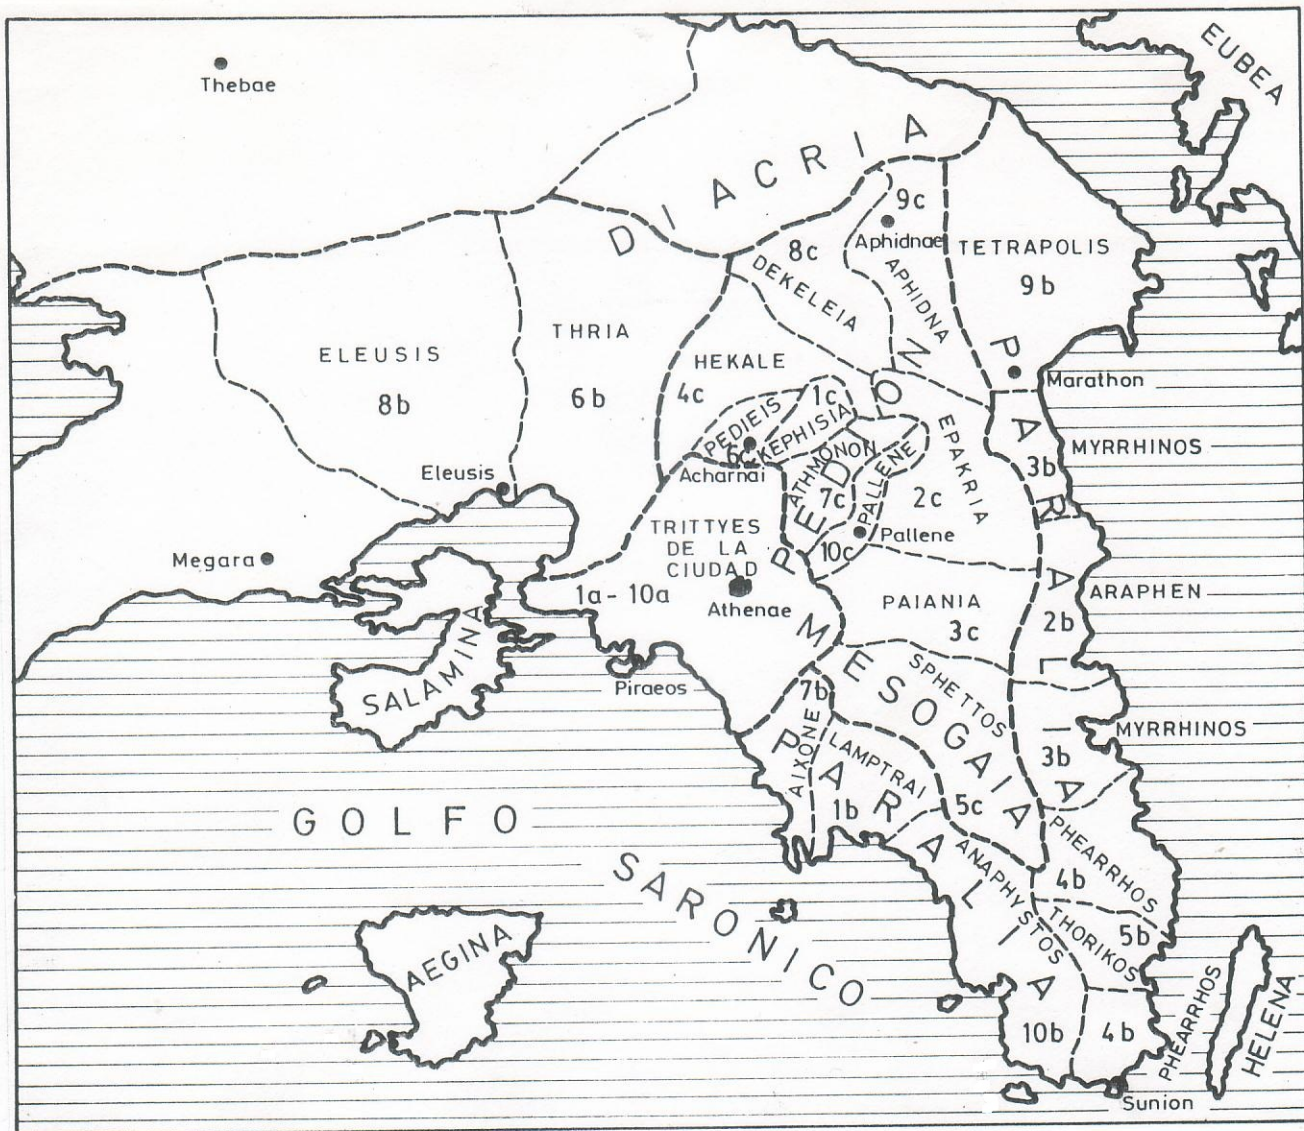 EUBEA
Thebae
DIACRIA
9c
Aphidnae
TETRAPOLIS
9b
8c
DEKELEIA
APHIDNA
THRIA
6b
ELEUSIS
8b
HEKALE
4c
1c
PEDIEIS
6c
KEPHISIA
Acharnai
ATHMONON
7c
PALLENE
10c
Pallene
2c
EPAKRIA
PEDION
Marathon
MYRRHINOS
3b
PARALIA
Eleusis
Megara
TRITTYES
DE LA
CIUDAD
1a - 10a
Athenae
PAIANIA
3c
ARAPHEN
2b
SALAMINA
Piraeos
MESOGAIA
SPHETTOS
5c
7b
AIXONE
LAMPTRAI
1b
PARALIA
MYRRHINOS
3b
PHEARRHOS
4b
ANAPHYSTOS
10b
THORIKOS
5b
4b
PHEARRHOS
HELENA
Sunion
GOLFO
SARONICO
AEGINA